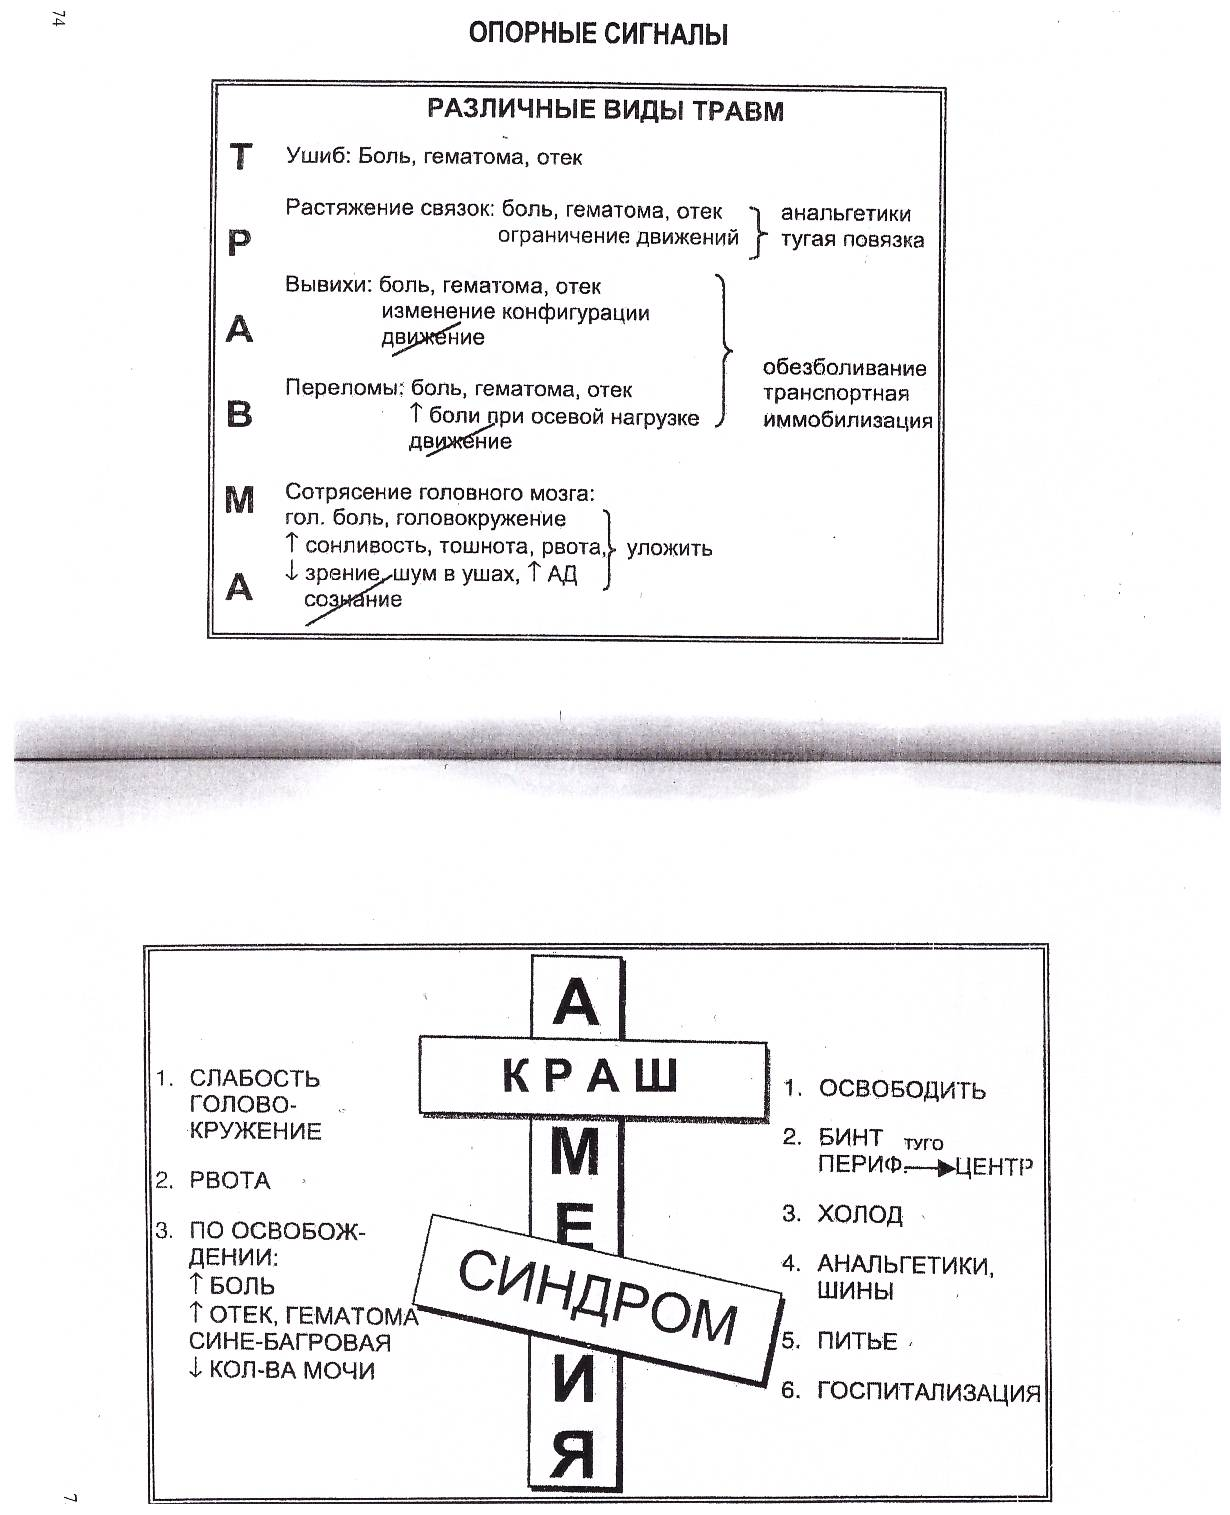 74
ОПОРНЫЕ СИГНАЛЫ
РАЗЛИЧНЫЕ ВИДЫ ТРАВМ
Т
Р
А
В
М
А
Ушиб: Боль, гематома, отек
Растяжение связок: боль, гематома, отек
ограничение движений
анальгетики
тугая повязка
Вывихи: боль, гематома, отек
изменение конфигурации
движение
Переломы: боль, гематома, отек
↑ боли при осевой нагрузке
движение
обезболивание
транспортная
иммобилизация
Сотрясение головного мозга:
гол. боль, головокружение
↑ сонливость, тошнота, рвота,
↓ зрение, шум в ушах, ↑ АД
сознание
уложить
1. СЛАБОСТЬ
ГОЛОВО-
КРУЖЕНИЕ
2. РВОТА
3. ПО ОСВОБОЖ-
ДЕНИИ:
↑ БОЛЬ
↑ ОТЕК, ГЕМАТОМА
СИНЕ-БАГРОВАЯ
↓ КОЛ-ВА МОЧИ
А
КРАШ
М
Е
СИНДРОМ
И
Я
1. ОСВОБОДИТЬ
2. БИНТ туго
ПЕРИФ.→ЦЕНТР
3. ХОЛОД
4. АНАЛЬГЕТИКИ,
ШИНЫ
5. ПИТЬЕ
6. ГОСПИТАЛИЗАЦИЯ
7